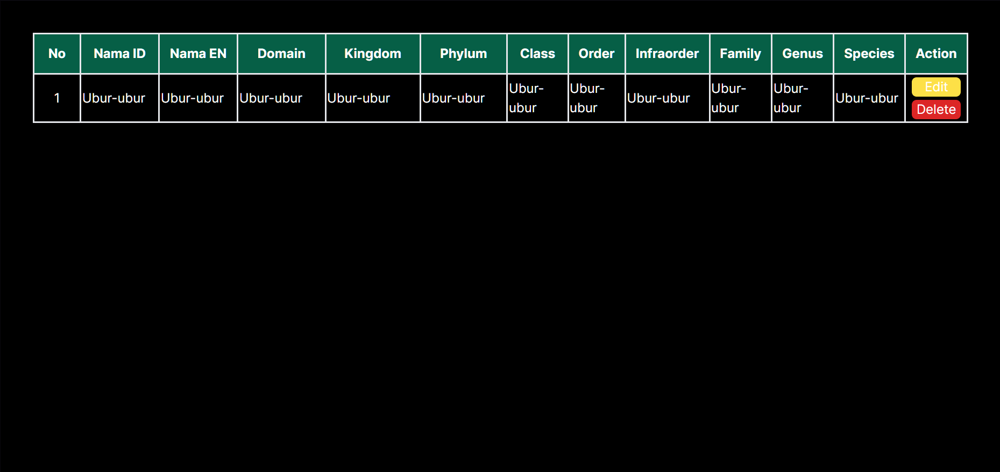 No Nama ID Nama EN Domain Kingdom Phylum Class Order Infraorder Family Genus Species Action
1 Ubur-ubur Ubur-ubur Ubur-ubur Ubur-ubur Ubur-ubur Ubur-ubur Ubur-ubur Ubur-ubur Ubur-ubur Ubur-ubur Ubur-ubur Edit
Delete